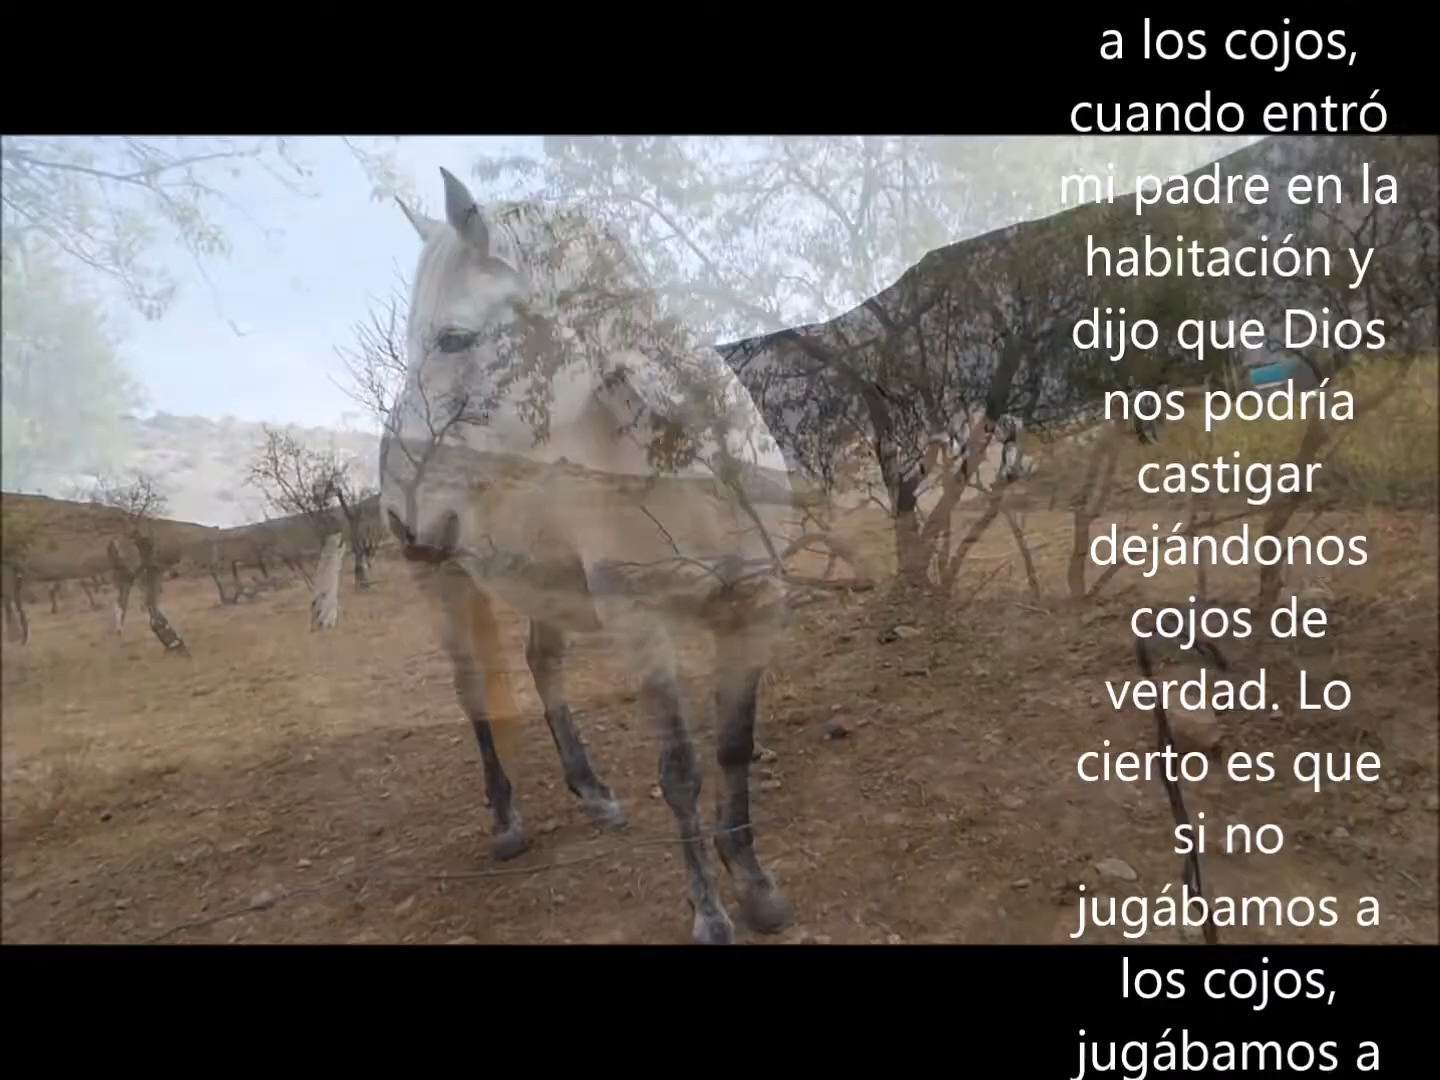 a los cojos,
cuando entró
mi padre en la
habitación y
dijo que Dios
nos podría
castigar
dejándonos
cojos de
verdad. Lo
cierto es que
si no
jugábamos a
los cojos,
jugábamos a